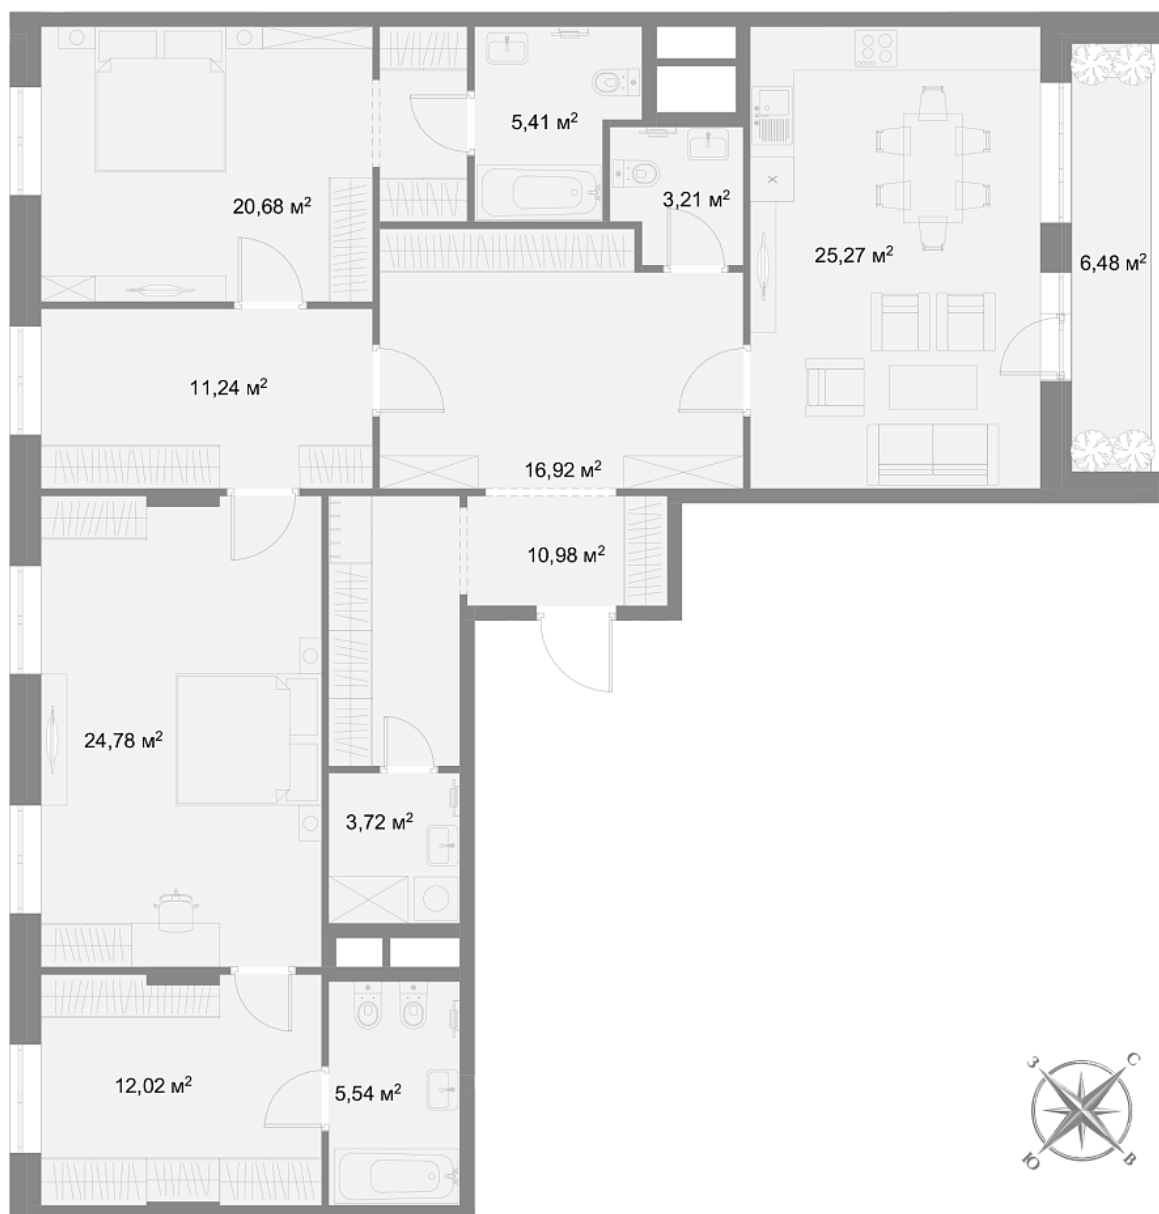 5,41 м²
3,21 м²
20,68 м²
25,27 м²
6,48 м²
11,24 м²
16,92 м²
10,98 м²
24,78 м²
3,72 м²
12,02 м²
5,54 м²
X
З
С
Ю
В